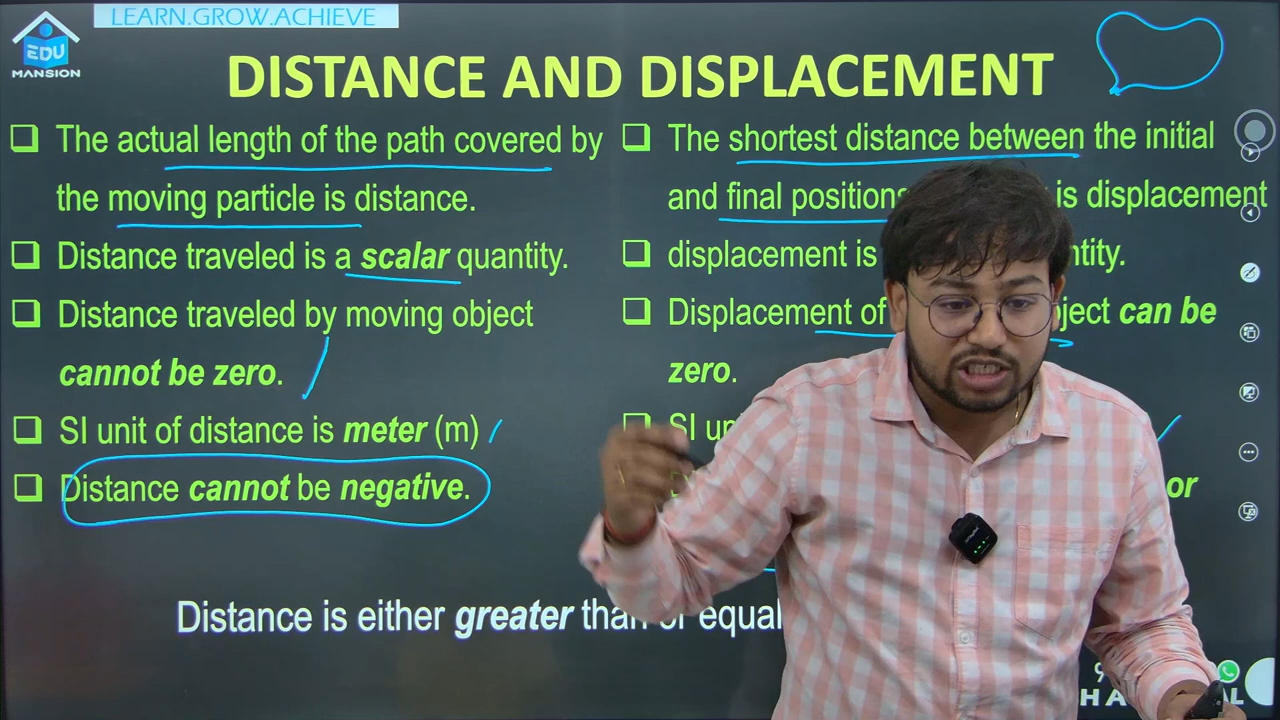 LEARN.GROW.ACHIEVE
EDU
MANSION
DISTANCE AND DISPLACEMENT
The actual length of the path covered by
the moving particle is distance.
Distance traveled is a scalar quantity.
Distance traveled by moving object
cannot be zero.
SI unit of distance is meter (m)
Distance cannot be negative.
The shortest distance between the initial
and final positions is displacement
displacement is
Displacement of can be
zero.
SI
or
Distance is either greater than or equal